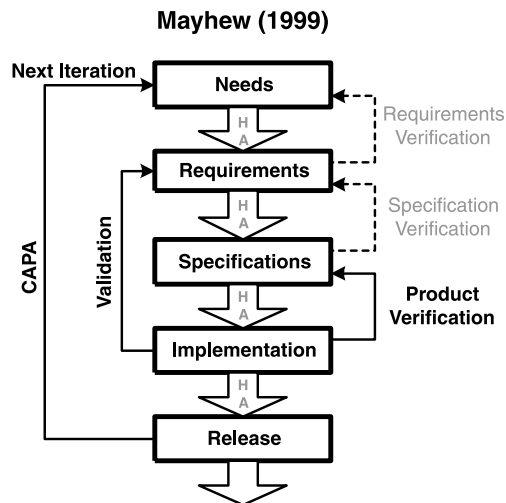 Mayhew (1999)
Next Iteration
Needs
H
A
Requirements
Verification
Requirements
H
A
Specification
Verification
CAPA
Validation
Specifications
H
A
Product
Verification
Implementation
H
A
Release